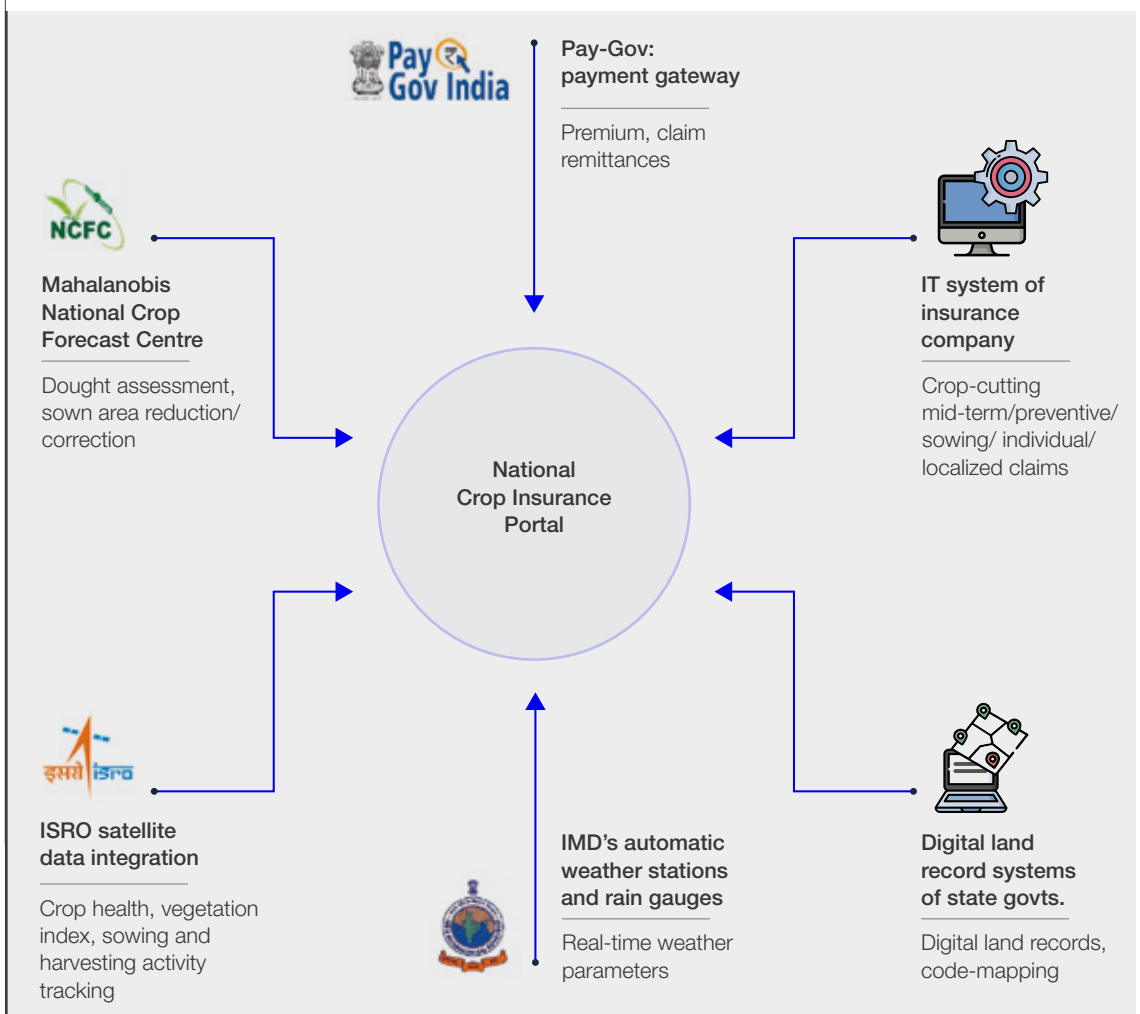 Pay ₹
Gov India
Pay-Gov:
payment gateway
Premium, claim
remittances
NCFC
Mahalanobis
National Crop
Forecast Centre
Dought assessment,
sown area reduction/
correction
IT system of
insurance
company
Crop-cutting
mid-term/preventive/
sowing/ individual/
localized claims
National
Crop Insurance
Portal
इसरो isro
ISRO satellite
data integration
Crop health, vegetation
index, sowing and
harvesting activity
tracking
IMD’s automatic
weather stations
and rain gauges
Real-time weather
parameters
Digital land
record systems
of state govts.
Digital land records,
code-mapping